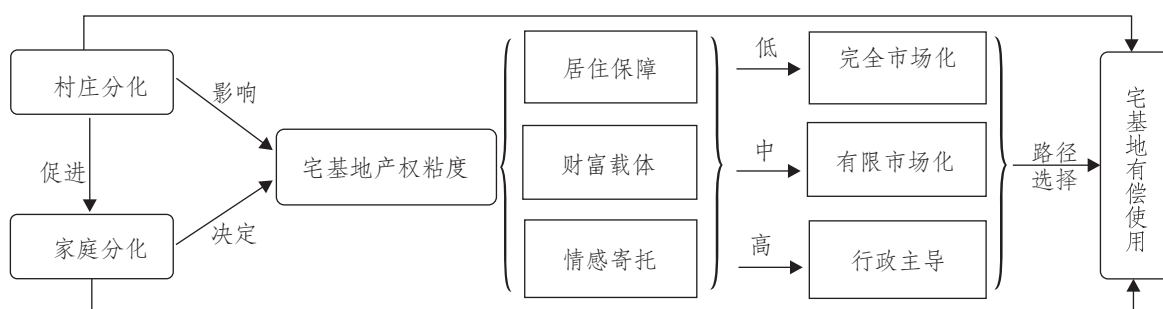 村庄分化
影响
促进
家庭分化
决定
宅基地产权粘度
居住保障
财富载体
情感寄托
低
中
高
完全市场化
有限市场化
行政主导
路径
选择
宅基地有偿使用